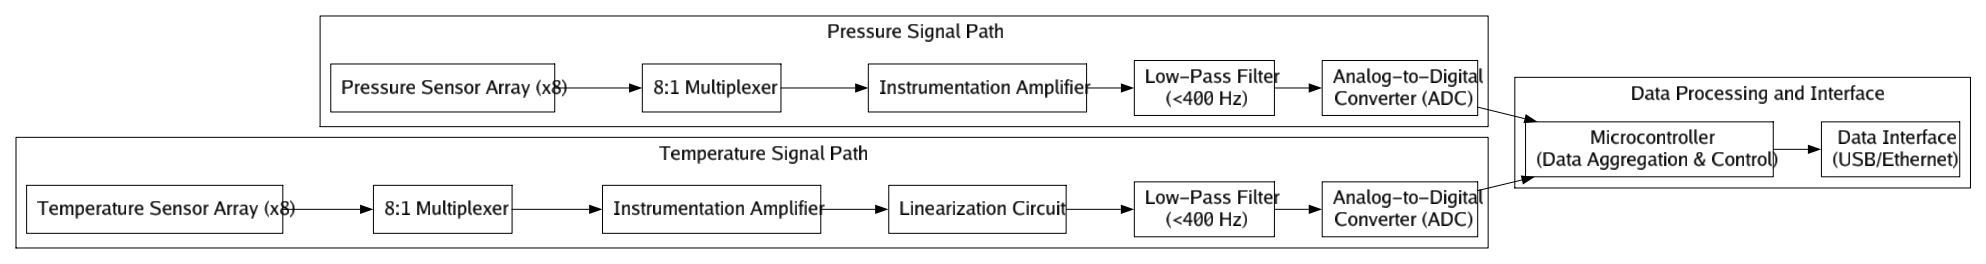 Pressure Signal Path
Pressure Sensor Array (x8)
8:1 Multiplexer
Instrumentation Amplifier
Low-Pass Filter
(<400 Hz)
Analog-to-Digital
Converter (ADC)
Temperature Signal Path
Temperature Sensor Array (x8)
8:1 Multiplexer
Instrumentation Amplifier
Linearization Circuit
Low-Pass Filter
(<400 Hz)
Analog-to-Digital
Converter (ADC)
Data Processing and Interface
Microcontroller
(Data Aggregation & Control)
Data Interface
(USB/Ethernet)